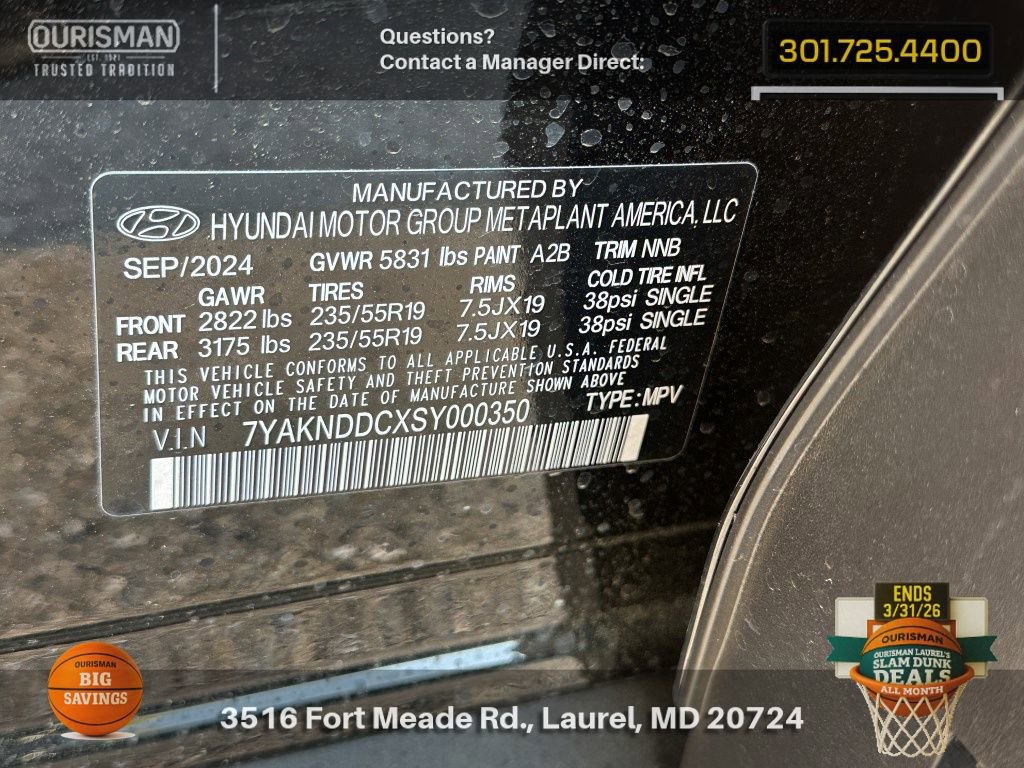 OURISMAN
EST. 1921
TRUSTED TRADITION
Questions?
Contact a Manager Direct:
301.725.4400
MANUFACTURED BY
HYUNDAI MOTOR GROUP METAPLANT AMERICA, LLC
SEP/2024 GVWR 5831 lbs PAINT A2B TRIM NNB
GAWR TIRES RIMS COLD TIRE INFL
FRONT 2822 lbs 235/55R19 7.5JX19 38psi SINGLE
REAR 3175 lbs 235/55R19 7.5JX19 38psi SINGLE
THIS VEHICLE CONFORMS TO ALL APPLICABLE U.S.A. FEDERAL
MOTOR VEHICLE SAFETY AND THEFT PREVENTION STANDARDS
IN EFFECT ON THE DATE OF MANUFACTURE SHOWN ABOVE
V.I.N 7YAKNDDCXSY000350 TYPE: MPV
ENDS
3/31/26
OURISMAN
OURISMAN LAUREL'S
SLAM DUNK
DEALS
ALL MONTH
OURISMAN
BIG
SAVINGS
3516 Fort Meade Rd., Laurel, MD 20724